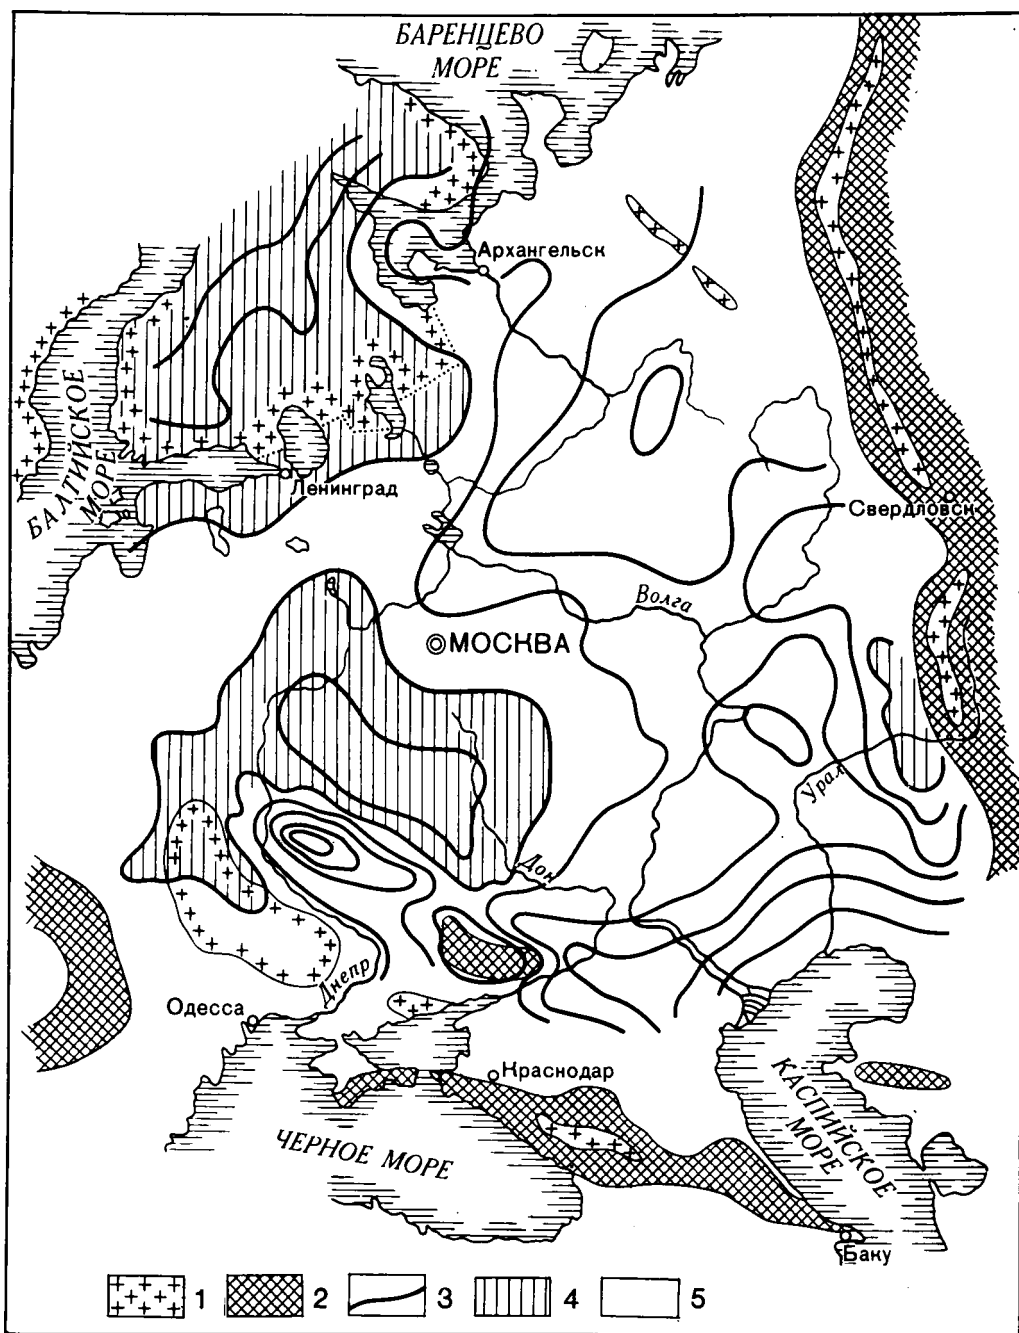 БАРЕНЦЕВО
МОРЕ
Архангельск
БАЛТИЙСКОЕ
МОРЕ
Ленинград
Свердловск
Волга
МОСКВА
Урал
Дон
Днепр
Одесса
Краснодар
ЧЕРНОЕ МОРЕ
КАСПИЙСКОЕ
МОРЕ
Баку
1 2 3 4 5